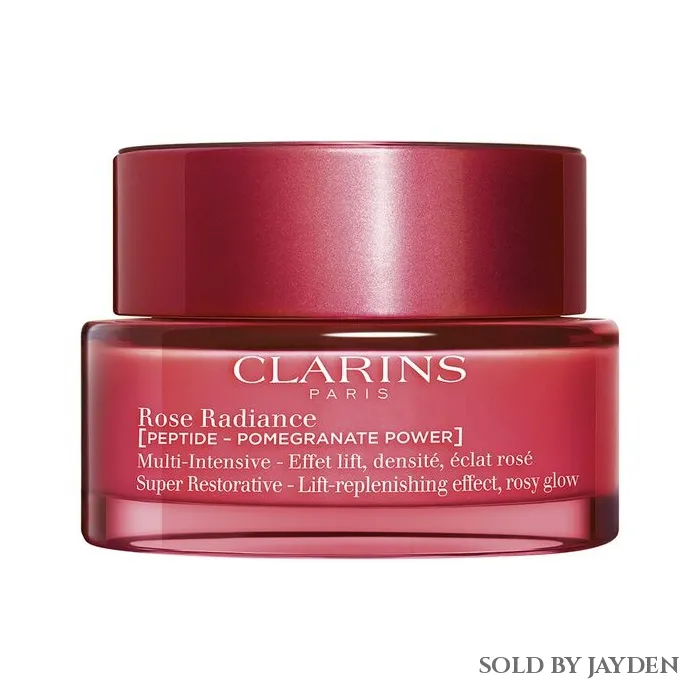 CLARINS
PARIS
Rose Radiance
[PEPTIDE – POMEGRANATE POWER]
Multi-Intensive - Effet lift, densité, éclat rosé
Super Restorative - Lift-replenishing effect, rosy glow
SOLD BY JAYDEN